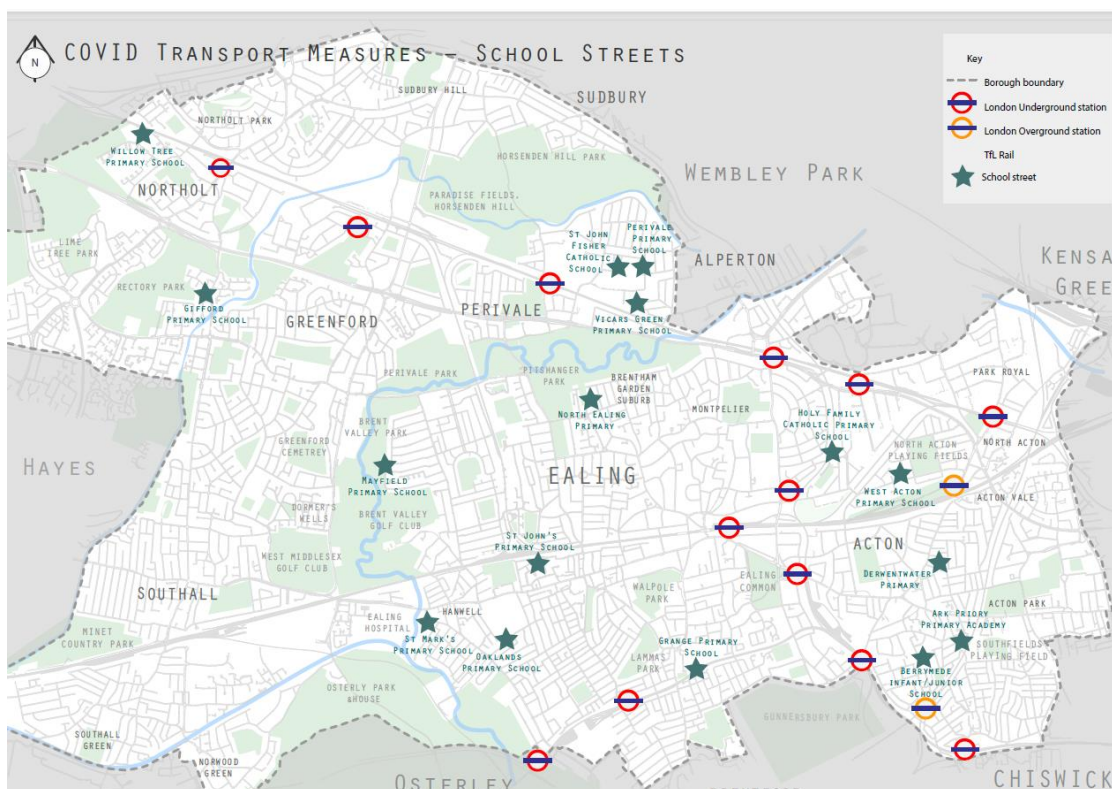 N
COVID TRANSPORT MEASURES – SCHOOL STREETS
Key
Borough boundary
London Underground station
London Overground station
TfL Rail
School street
SUDBURY HILL
SUDBURY
NORTHOLT PARK
WILLOW TREE
PRIMARY SCHOOL
HORSENDEN HILL PARK
WEMBLEY PARK
NORTHOLT
PARADISE FIELDS,
HORSENDEN HILL
ST JOHN
FISHER
CATHOLIC
SCHOOL
PERIVALE
PRIMARY
SCHOOL
LIME
TREE PARK
ALPERTON
KENSA
GREE
RECTORY PARK
GIFFORD
PRIMARY SCHOOL
GREENFORD
PERIVALE
VICARS GREEN
PRIMARY SCHOOL
PERIVALE PARK
PITSHANGER
PARK
BRENTHAM
GARDEN
SUBURB
PARK ROYAL
NORTH EALING
PRIMARY
MONTPELIER
HOLY FAMILY
CATHOLIC PRIMARY
SCHOOL
BRENT
VALLEY PARK
GREENFORD
CEMETREY
NORTH ACTON
PLAYING FIELDS
NORTH ACTON
HAYES
EALING
MAYFIELD
PRIMARY SCHOOL
WEST ACTON
PRIMARY SCHOOL
ACTON VALE
DORMER'S
WELLS
BRENT VALLEY
GOLF CLUB
ST JOHN'S
PRIMARY SCHOOL
ACTON
WEST MIDDLESEX
GOLF CLUB
EALING
COMMON
DERWENTWATER
PRIMARY
SOUTHALL
WALPOLE
PARK
ACTON PARK
HANWELL
EALING
HOSPITAL
ARK PRIORY
PRIMARY ACADEMY
MINET
COUNTRY PARK
ST MARK'S
PRIMARY SCHOOL
OAKLANDS
PRIMARY SCHOOL
GRANGE PRIMARY
SCHOOL
LAMMAS
PARK
SOUTHFIELDS
PLAYING FIELD
BERRYMEDE
INFANT/JUNIOR
SCHOOL
OSTERLY PARK
&HOUSE
GUNNERSBURY PARK
SOUTHALL
GREEN
NORWOOD
GREEN
OSTERLEY
CHISWICK